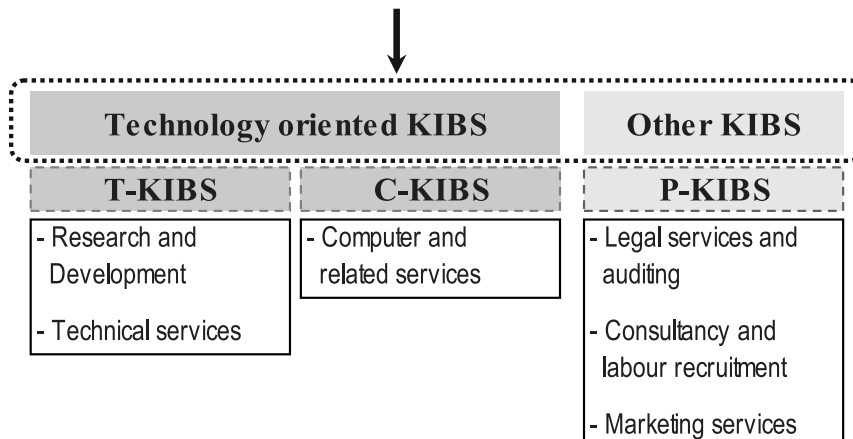 Technology oriented KIBS
Other KIBS
T-KIBS
C-KIBS
P-KIBS
- Research and
Development
- Technical services
- Computer and
related services
- Legal services and
auditing
- Consultancy and
labour recruitment
- Marketing services